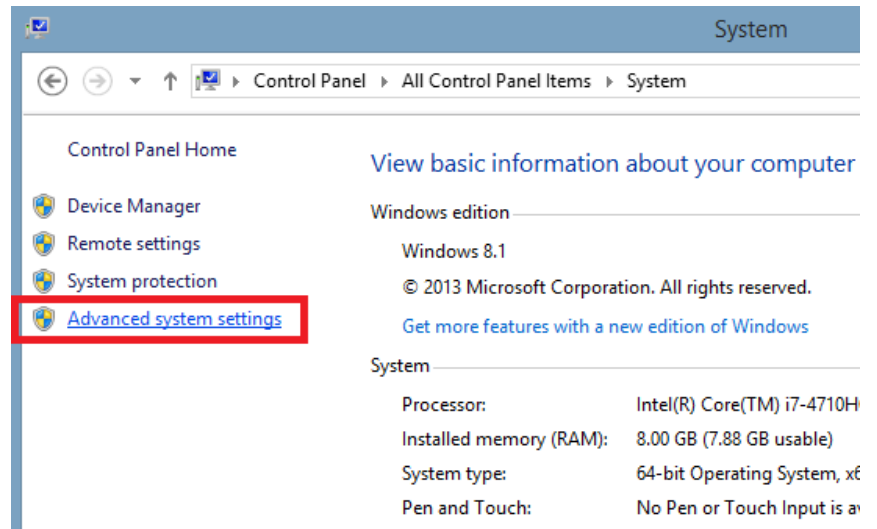 System
Control Panel ▸ All Control Panel Items ▸ System
Control Panel Home
Device Manager
Remote settings
System protection
Advanced system settings
View basic information about your computer
Windows edition
Windows 8.1
© 2013 Microsoft Corporation. All rights reserved.
Get more features with a new edition of Windows
System
Processor: Intel(R) Core(TM) i7-4710H
Installed memory (RAM): 8.00 GB (7.88 GB usable)
System type: 64-bit Operating System,
Pen and Touch: No Pen or Touch Input is